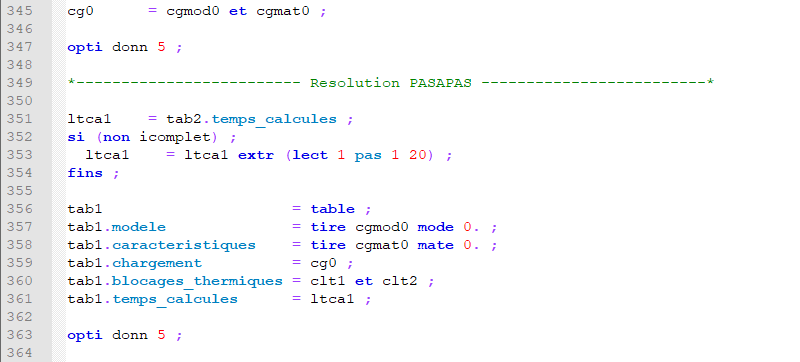 345 cg0 = cgmod0 et cgmat0 ;
346
347 opti donn 5 ;
348
349 *------------------------- Resolution PASAPAS -------------------------*
350
351 ltca1 = tab2.temps_calcules ;
352 si (non icomplet) ;
353 ltca1 = ltca1 extr (lect 1 pas 1 20) ;
354 fins ;
355
356 tab1 = table ;
357 tab1.modele = tire cgmod0 mode 0. ;
358 tab1.caracteristiques = tire cgmat0 mate 0. ;
359 tab1.chargement = cg0 ;
360 tab1.blocages_thermiques = clt1 et clt2 ;
361 tab1.temps_calcules = ltca1 ;
362
363 opti donn 5 ;
364